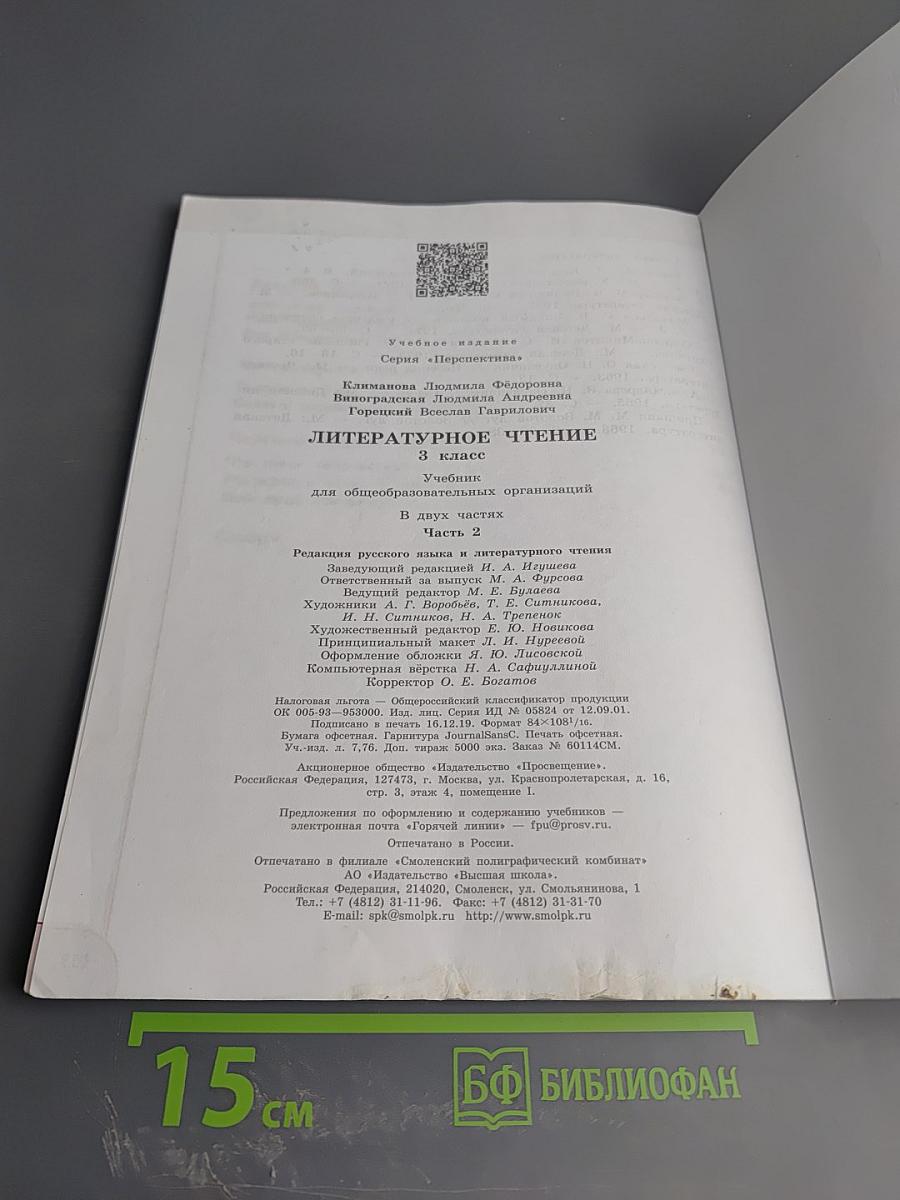 Учебное издание
Серия «Перспектива»
Климанова Людмила Фёдоровна
Виноградская Людмила Андреевна
Горецкий Всеслав Гаврилович
ЛИТЕРАТУРНОЕ ЧТЕНИЕ
3 класс
Учебник
для общеобразовательных организаций
В двух частях
Часть 2
Редакция русского языка и литературного чтения
Заведующий редакцией И. А. Игушева
Ответственный за выпуск М. А. Фурсова
Ведущий редактор М. Е. Булаева
Художники А. Г. Воробьёв, Т. Е. Ситникова,
И. Н. Ситников, Н. А. Трепенок
Художественный редактор Е. Ю. Новикова
Принципиальный макет Л. И. Нуреевой
Оформление обложки Я. Ю. Лисовской
Компьютерная вёрстка Н. А. Сафиуллиной
Корректор О. Е. Богатов
Налоговая льгота — Общероссийский классификатор продукции
ОК 005-93—953000. Изд. лиц. Серия ИД № 05824 от 12.09.01.
Подписано в печать 16.12.19. Формат 84×108¹/₁₆.
Бумага офсетная. Гарнитура JournalSansC. Печать офсетная.
Уч.-изд. л. 7,76. Доп. тираж 5000 экз. Заказ № 60114СМ.
Акционерное общество «Издательство «Просвещение».
Российская Федерация, 127473, г. Москва, ул. Краснопролетарская, д. 16,
стр. 3, этаж 4, помещение I.
Предложения по оформлению и содержанию учебников —
электронная почта «Горячей линии» — fpu@prosv.ru.
Отпечатано в России.
Отпечатано в филиале «Смоленский полиграфический комбинат»
АО «Издательство «Высшая школа».
Российская Федерация, 214020, Смоленск, ул. Смольянинова, 1
Тел.: +7 (4812) 31-11-96. Факс: +7 (4812) 31-31-70
E-mail: spk@smolpk.ru http://www.smolpk.ru
15 см
БФ БИБЛИОФАН